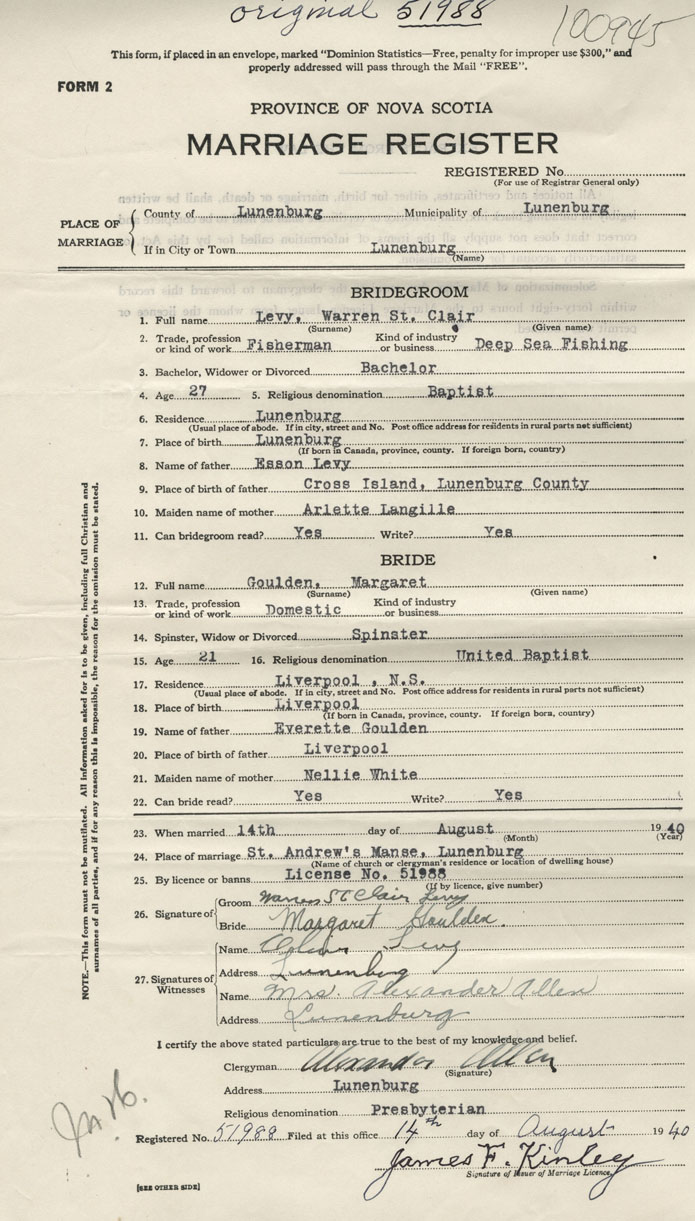 original 51988
100945
This form, if placed in an envelope, marked "Dominion Statistics—Free, penalty for improper use $300," and
properly addressed will pass through the Mail "FREE".
FORM 2
PROVINCE OF NOVA SCOTIA
MARRIAGE REGISTER
REGISTERED No.
(For use of Registrar General only)
PLACE OF MARRIAGE
County of Lunenburg Municipality of Lunenburg
If in City or Town Lunenburg
(Name)
BRIDEGROOM
1. Full name Levy, Warren St. Clair
(Surname) (Given name)
2. Trade, profession or kind of work Fisherman Kind of industry or business Deep Sea Fishing
3. Bachelor, Widower or Divorced Bachelor
4. Age 27 5. Religious denomination Baptist
6. Residence Lunenburg
(Usual place of abode. If in city, street and No. Post office address for residents in rural parts not sufficient)
7. Place of birth Lunenburg
(If born in Canada, province, county. If foreign born, country)
8. Name of father Esson Levy
9. Place of birth of father Cross Island, Lunenburg County
10. Maiden name of mother Arlette Langille
11. Can bridegroom read? Yes Write? Yes
BRIDE
12. Full name Goulden, Margaret
(Surname) (Given name)
13. Trade, profession or kind of work Domestic Kind of industry or business
14. Spinster, Widow or Divorced Spinster
15. Age 21 16. Religious denomination United Baptist
17. Residence Liverpool , N.S.
(Usual place of abode. If in city, street and No. Post office address for residents in rural parts not sufficient)
18. Place of birth Liverpool
(If born in Canada, province, county. If foreign born, country)
19. Name of father Everette Goulden
20. Place of birth of father Liverpool
21. Maiden name of mother Nellie White
22. Can bride read? Yes Write? Yes
23. When married 14th day of August 1940
(Month) (Year)
24. Place of marriage St. Andrew's Manse, Lunenburg
(Name of church or clergyman's residence or location of dwelling house)
25. By licence or banns License No. 51988
(If by licence, give number)
26. Signature of
Groom Warren St Clair Levy
Bride Margaret Goulden.
27. Signatures of Witnesses
Name Levy
Address Lunenburg
Name Mrs. Alexander Allen
Address Lunenburg
I certify the above stated particulars are true to the best of my knowledge and belief.
Clergyman Alexander Allen
(Signature)
Address Lunenburg
Religious denomination Presbyterian
Registered No. 51988 Filed at this office 14th day of August 1940
James F. Kinley
Signature of Issuer of Marriage Licence.
[SEE OTHER SIDE]
NOTE.—This form must not be mutilated. All information asked for is to be given, including full Christian and
surnames of all parties, and if for any reason this is impossible, the reason for the omission must be stated.